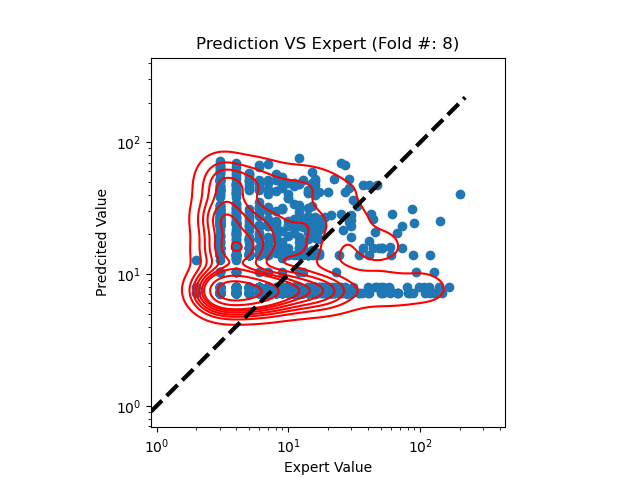 Prediction VS Expert (Fold #: 8)
Predcited Value
10²
10¹
10⁰
10⁰ 10¹ 10²
Expert Value